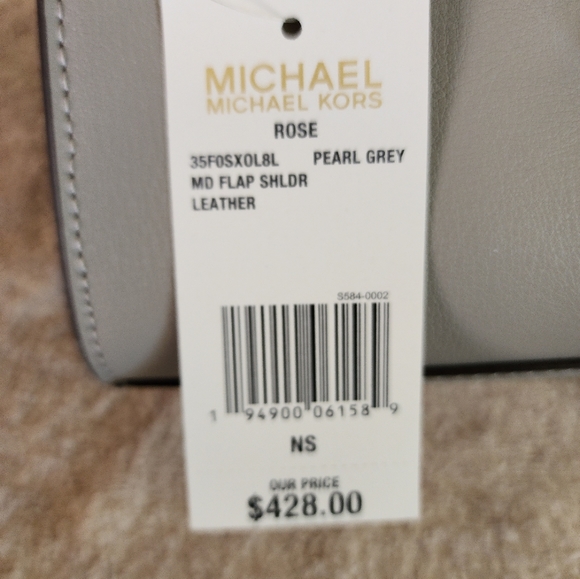 MICHAEL
MICHAEL KORS
ROSE
35F0SX0L8L PEARL GREY
MD FLAP SHLDR
LEATHER
S584-0002
1 94900 06158 9
NS
OUR PRICE
$428.00